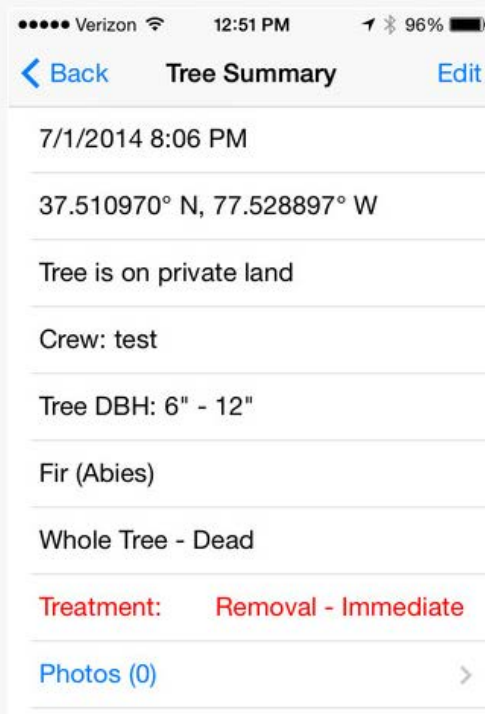 Verizon 12:51 PM 96%
Back Tree Summary Edit
7/1/2014 8:06 PM
37.510970° N, 77.528897° W
Tree is on private land
Crew: test
Tree DBH: 6" - 12"
Fir (Abies)
Whole Tree - Dead
Treatment: Removal - Immediate
Photos (0)